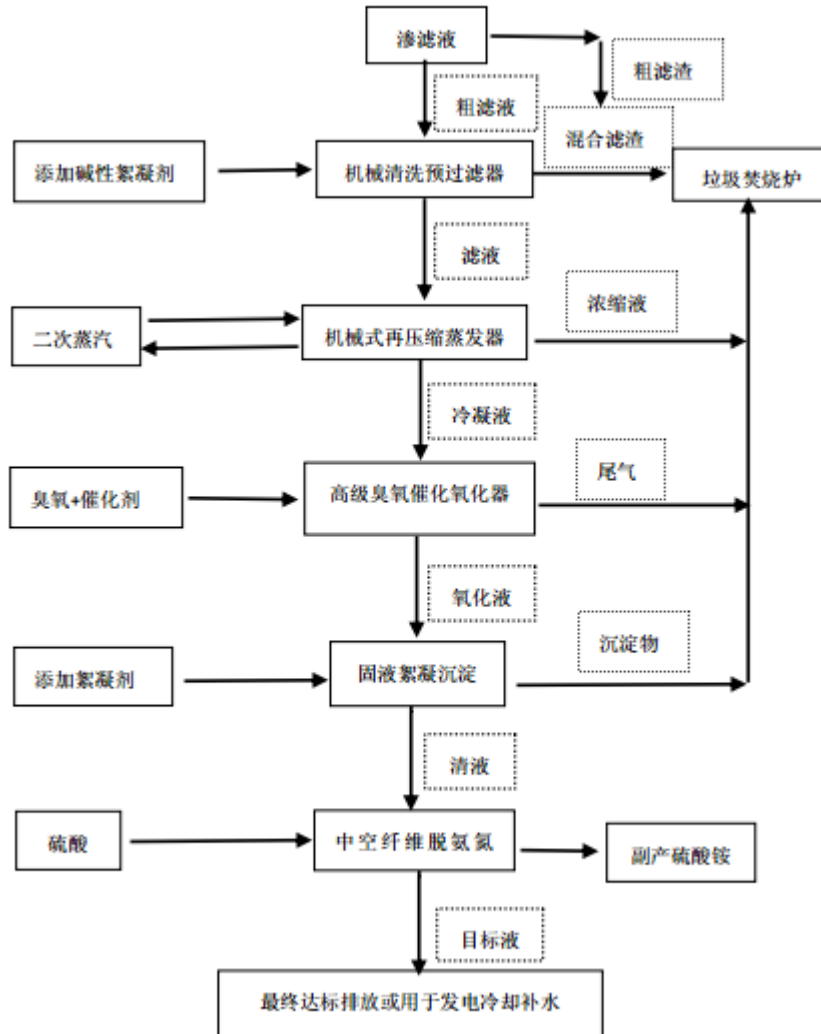 渗滤液
粗滤渣
粗滤液
混合滤渣
添加碱性絮凝剂
机械清洗预过滤器
垃圾焚烧炉
滤液
浓缩液
二次蒸汽
机械式再压缩蒸发器
冷凝液
尾气
臭氧+催化剂
高级臭氧催化氧化器
氧化液
沉淀物
添加絮凝剂
固液絮凝沉淀
清液
硫酸
中空纤维脱氨氮
副产硫酸铵
目标液
最终达标排放或用于发电冷却补水